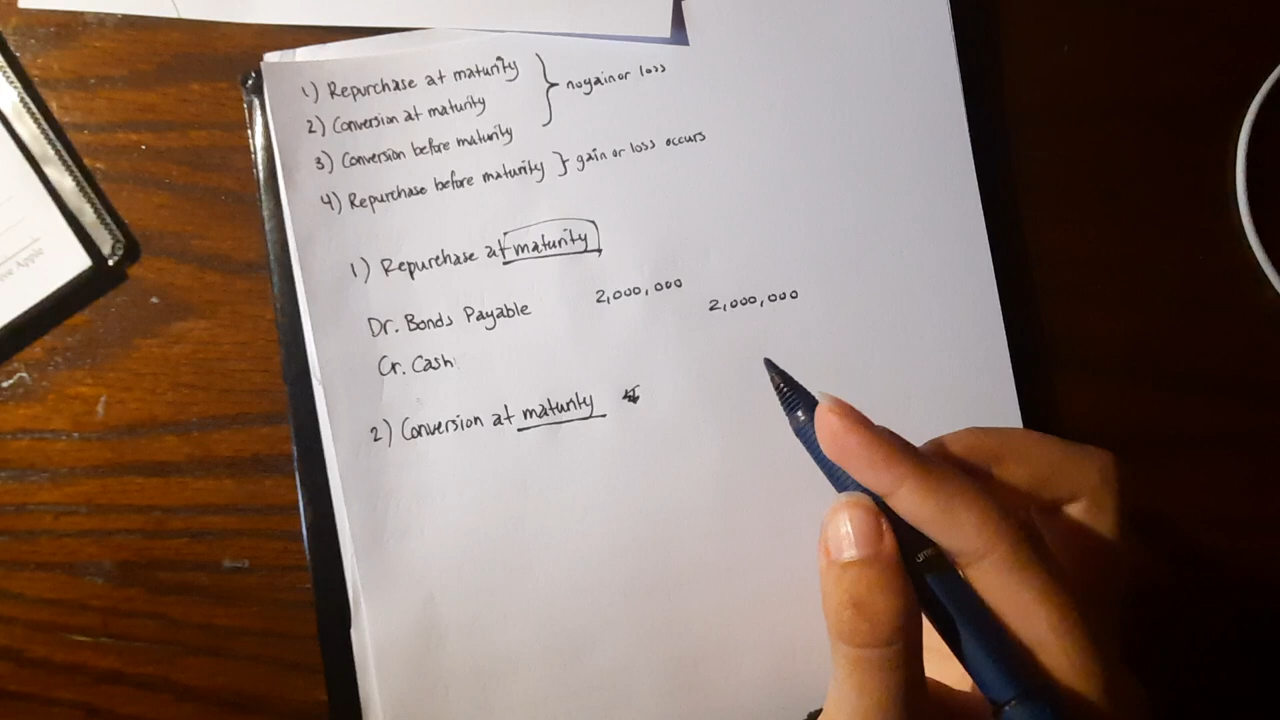 1) Repurchase at maturity
2) Conversion at maturity
3) Conversion before maturity
} no gain or loss
4) Repurchase before maturity } gain or loss occurs
1) Repurchase at maturity
Dr. Bonds Payable 2,000,000
Cr. Cash 2,000,000
2) Conversion at maturity
ve Apple